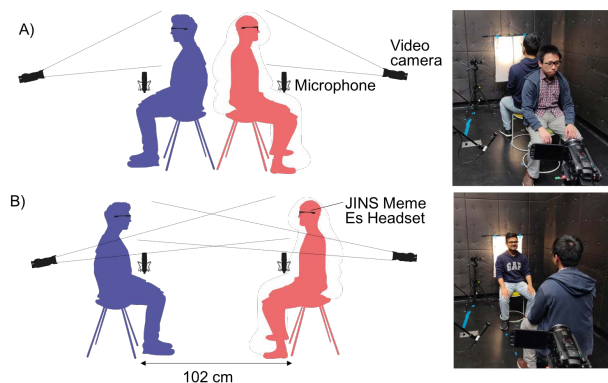 A)
Video
camera
Microphone
B)
JINS Meme
Es Headset
GAP
102 cm